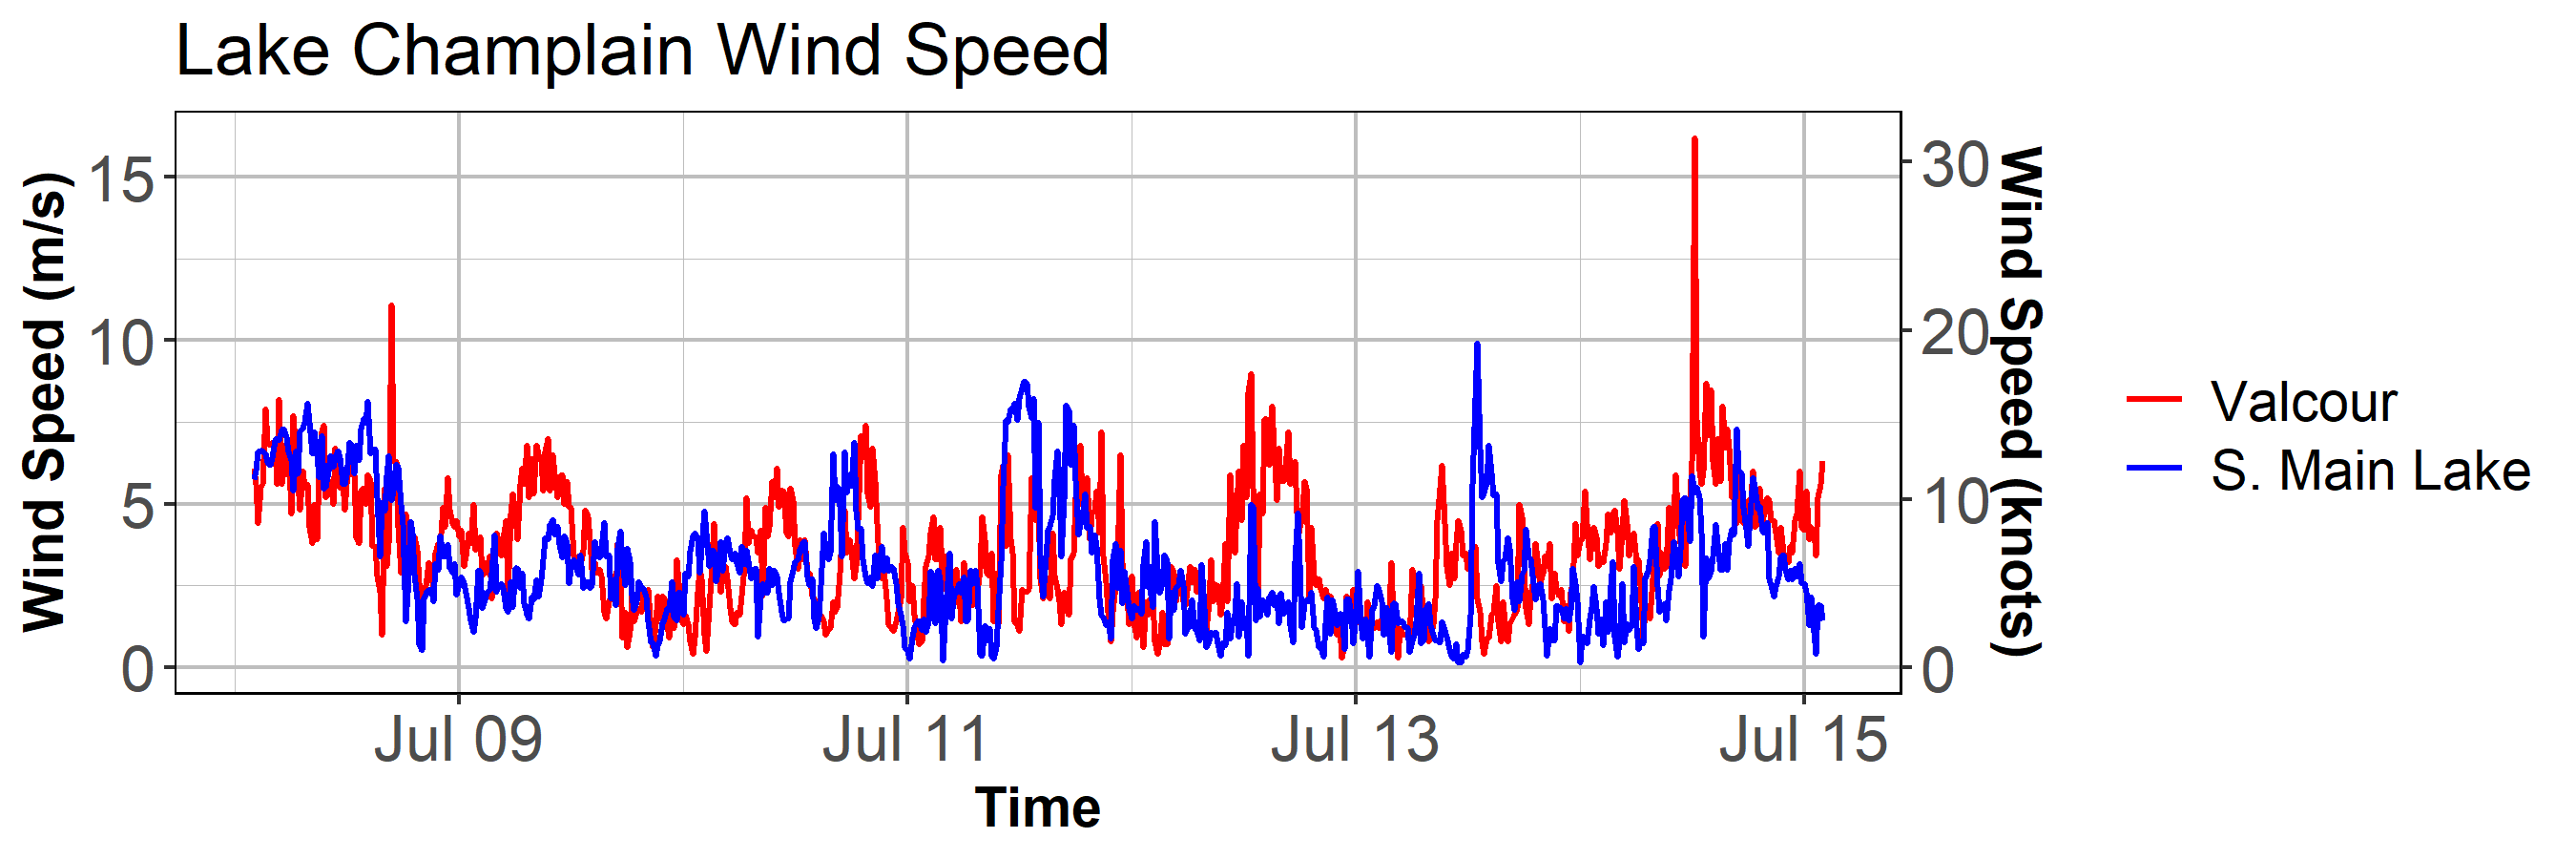 Lake Champlain Wind Speed
Wind Speed (m/s)
15
10
5
0
30
20
10
0
Wind Speed (knots)
Valcour
S. Main Lake
Jul 09
Jul 11
Jul 13
Jul 15
Time